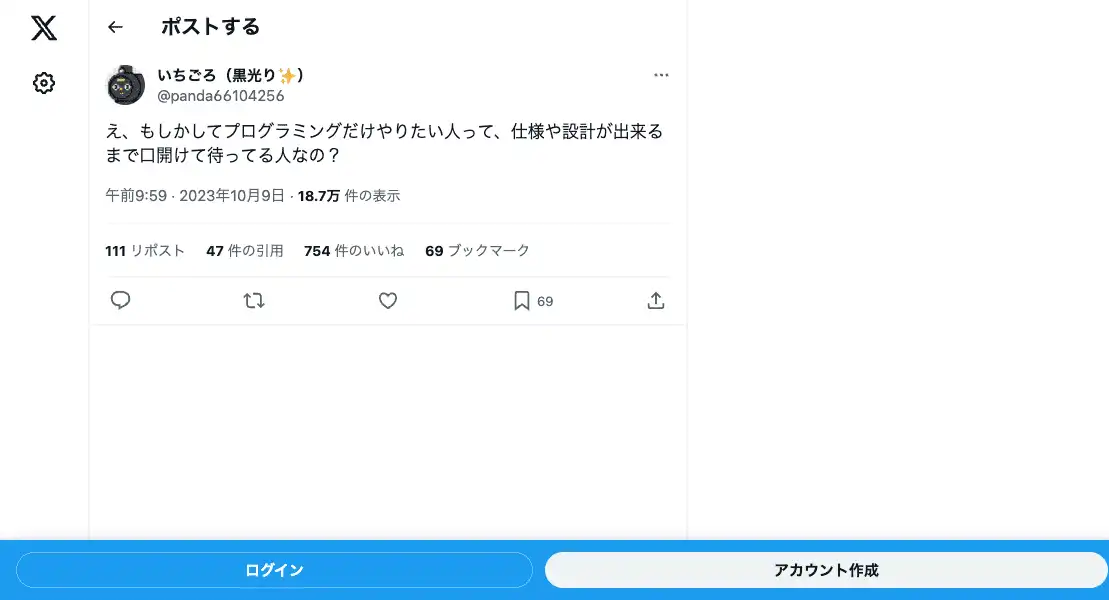 ポストする
いちごろ（黒光り✨）
@panda66104256
え、もしかしてプログラミングだけやりたい人って、仕様や設計が出来る
まで口開けて待ってる人なの？
午前9:59 · 2023年10月9日 · 18.7万 件の表示
111 リポスト 47 件の引用 754 件のいいね 69 ブックマーク
69
ログイン アカウント作成